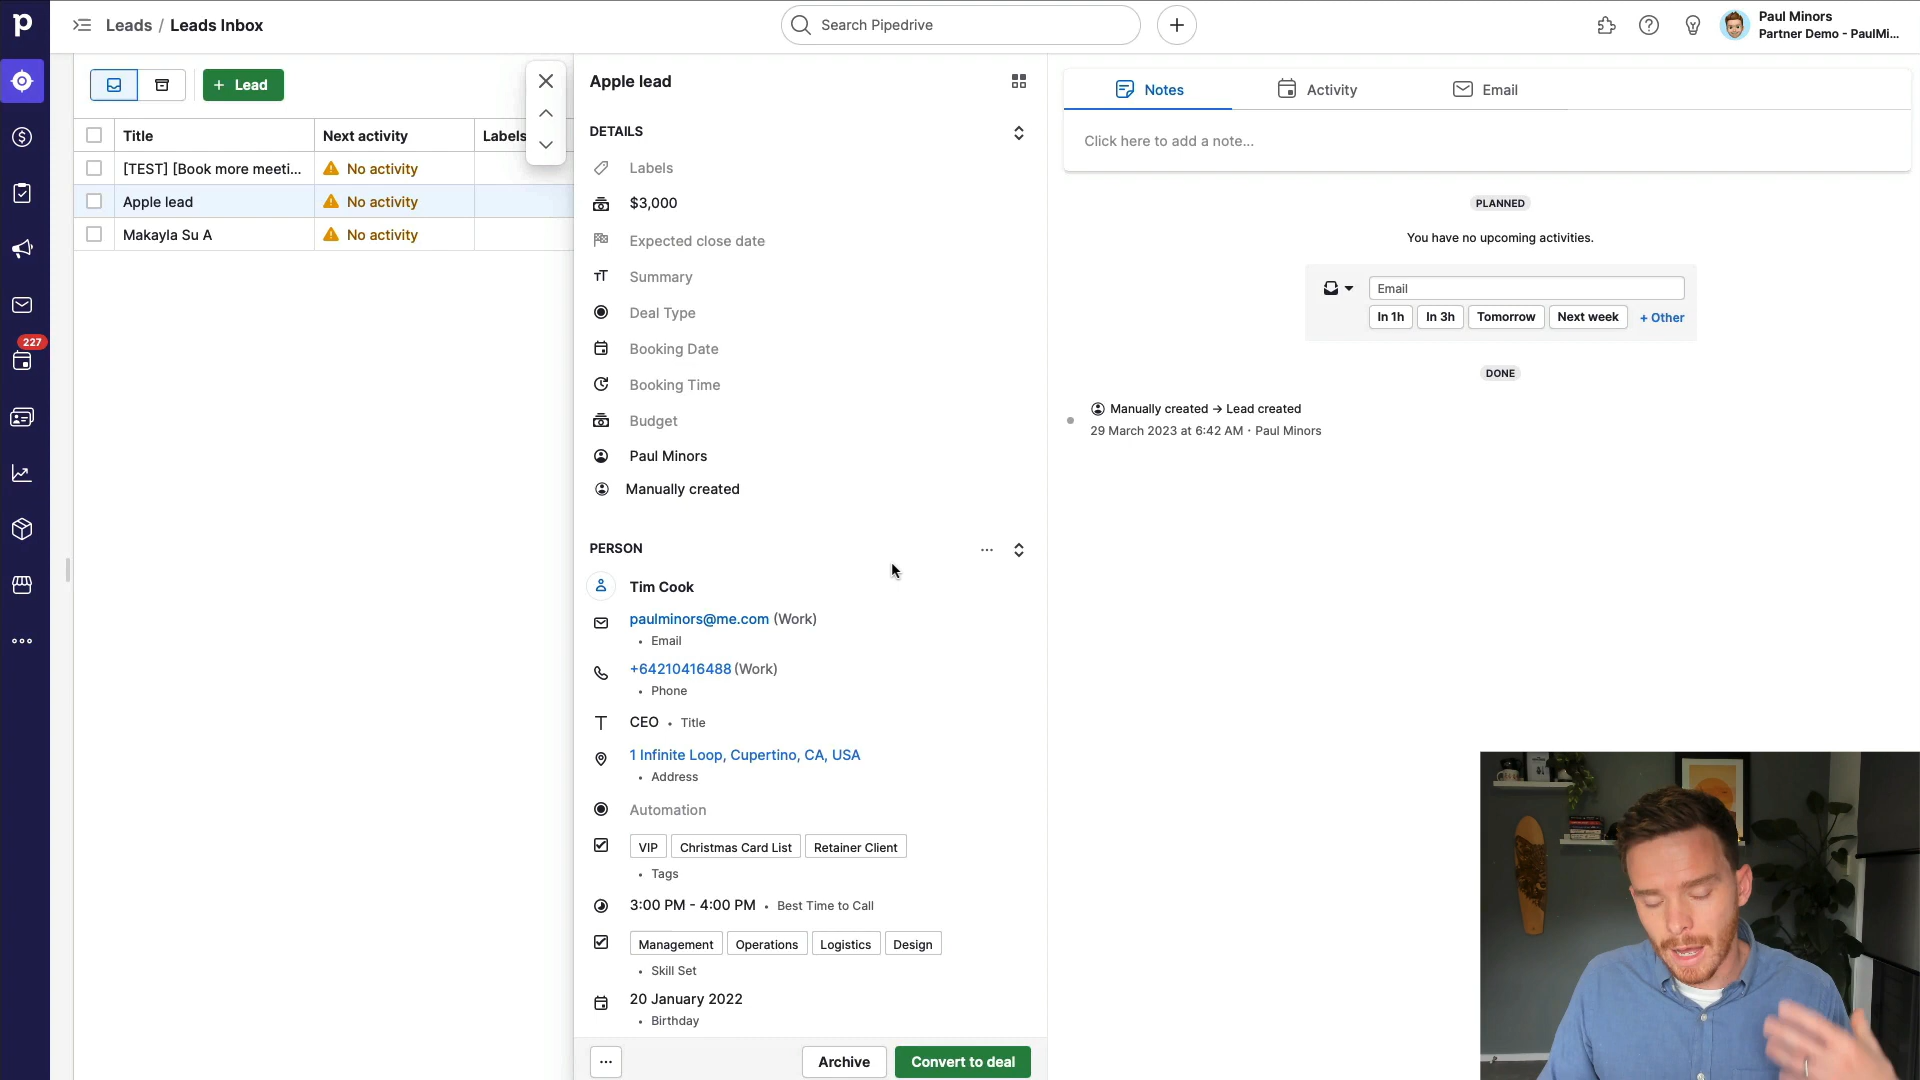 Leads / Leads Inbox
Search Pipedrive
Paul Minors
Partner Demo - PaulMi...
+ Lead
Title
Next activity
Labels
[TEST] [Book more meeti...
No activity
Apple lead
No activity
Makayla Su A
No activity
227
Apple lead
DETAILS
Labels
$3,000
Expected close date
Summary
Deal Type
Booking Date
Booking Time
Budget
Paul Minors
Manually created
PERSON
Tim Cook
paulminors@me.com (Work)
• Email
+64210416488 (Work)
• Phone
CEO • Title
1 Infinite Loop, Cupertino, CA, USA
• Address
Automation
VIP
Christmas Card List
Retainer Client
• Tags
3:00 PM - 4:00 PM • Best Time to Call
Management
Operations
Logistics
Design
• Skill Set
20 January 2022
• Birthday
Archive
Convert to deal
Notes
Activity
Email
Click here to add a note...
PLANNED
You have no upcoming activities.
Email
In 1h
In 3h
Tomorrow
Next week
+ Other
DONE
Manually created → Lead created
29 March 2023 at 6:42 AM · Paul Minors